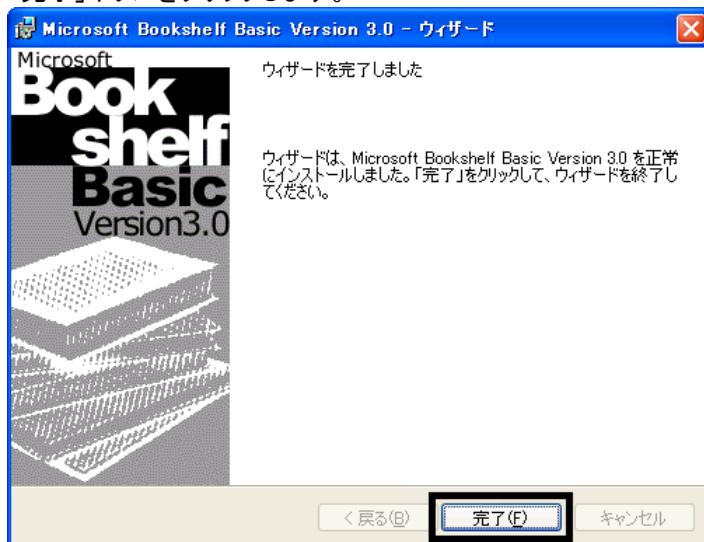 Microsoft Bookshelf Basic Version 3.0 - ウィザード
Microsoft
Book
shelf
Basic
Version3.0
ウィザードを完了しました
ウィザードは、Microsoft Bookshelf Basic Version 3.0 を正常
にインストールしました。「完了」をクリックして、ウィザードを終了し
てください。
< 戻る(B)
完了(F)
キャンセル